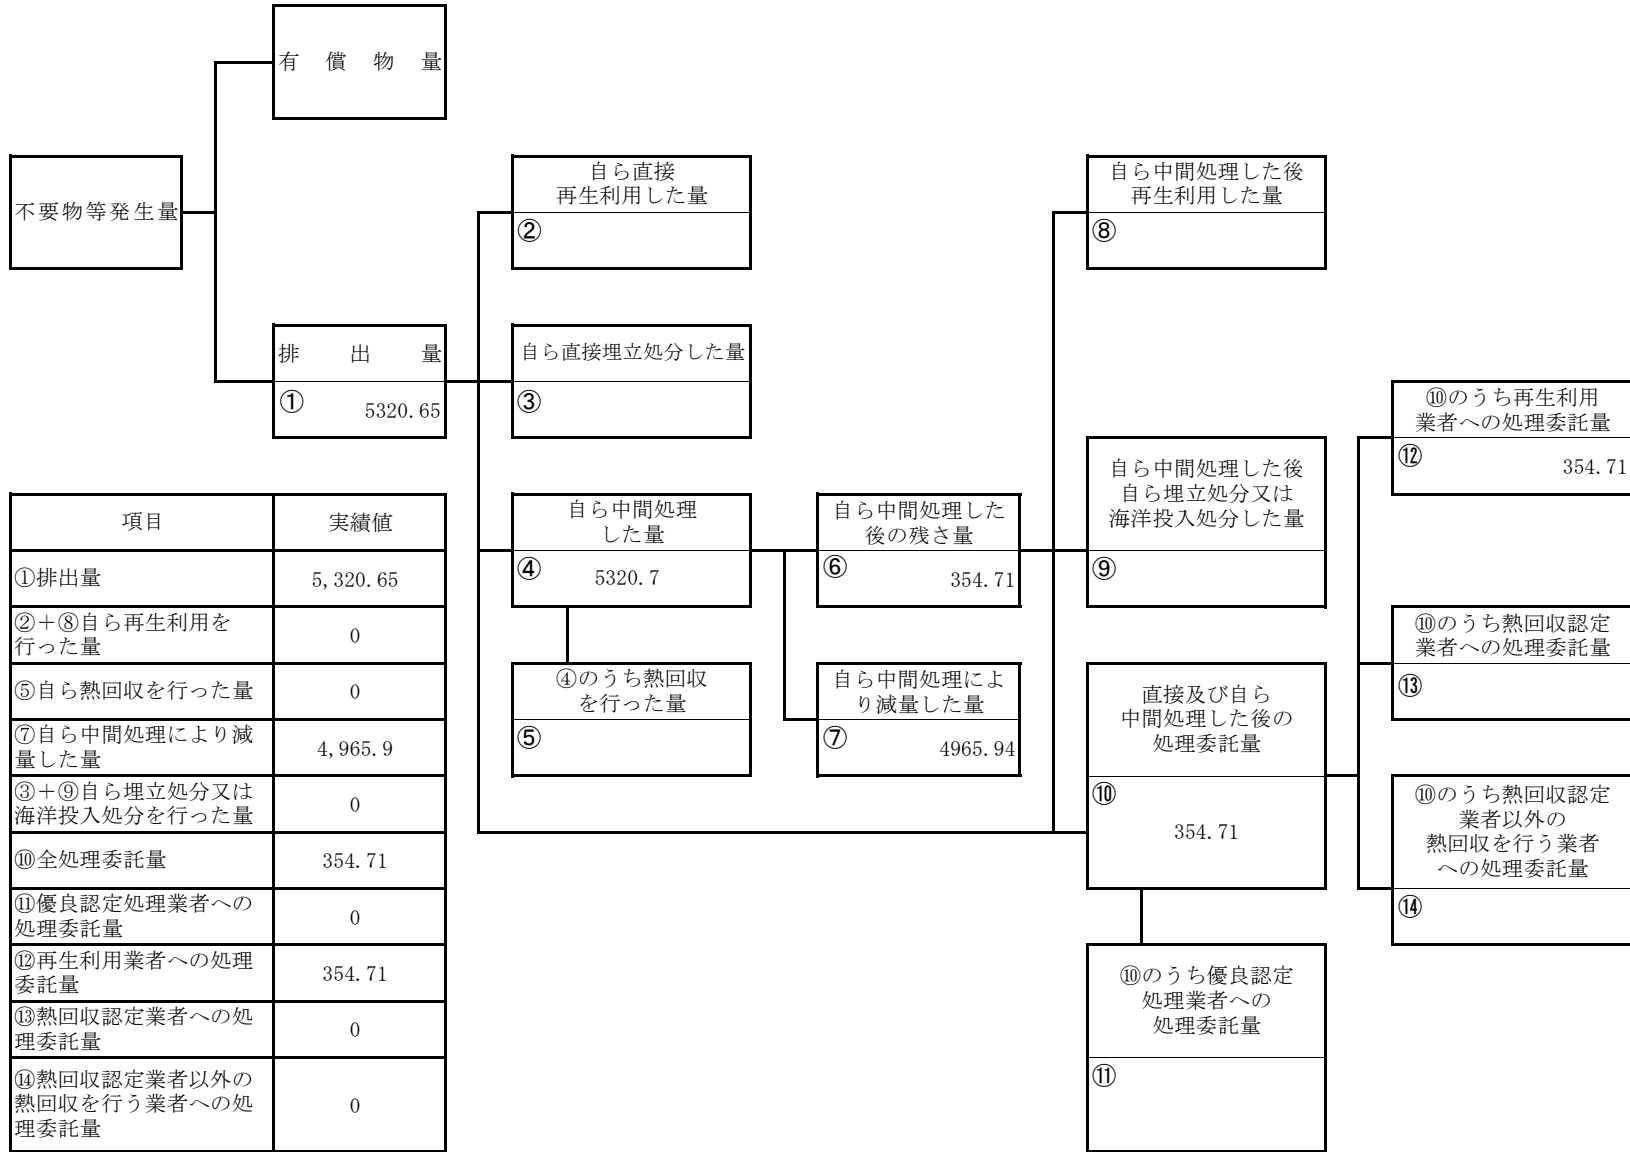 有償物量
不要物等発生量
排出量
① 5320.65
自ら直接
再生利用した量
②
自ら直接埋立処分した量
③
自ら中間処理
した量
④ 5320.7
④のうち熱回収
を行った量
⑤
自ら中間処理した
後の残さ量
⑥ 354.71
自ら中間処理によ
り減量した量
⑦ 4965.94
自ら中間処理した後
再生利用した量
⑧
自ら中間処理した後
自ら埋立処分又は
海洋投入処分した量
⑨
直接及び自ら
中間処理した後の
処理委託量
⑩
354.71
⑩のうち優良認定
処理業者への
処理委託量
⑪
⑩のうち再生利用
業者への処理委託量
⑫ 354.71
⑩のうち熱回収認定
業者への処理委託量
⑬
⑩のうち熱回収認定
業者以外の
熱回収を行う業者
への処理委託量
⑭
項目 実績値
①排出量 5,320.65
②+⑧自ら再生利用を
行った量 0
⑤自ら熱回収を行った量 0
⑦自ら中間処理により減
量した量 4,965.9
③+⑨自ら埋立処分又は
海洋投入処分を行った量 0
⑩全処理委託量 354.71
⑪優良認定処理業者への
処理委託量 0
⑫再生利用業者への処理
委託量 354.71
⑬熱回収認定業者への処
理委託量 0
⑭熱回収認定業者以外の
熱回収を行う業者への処
理委託量 0